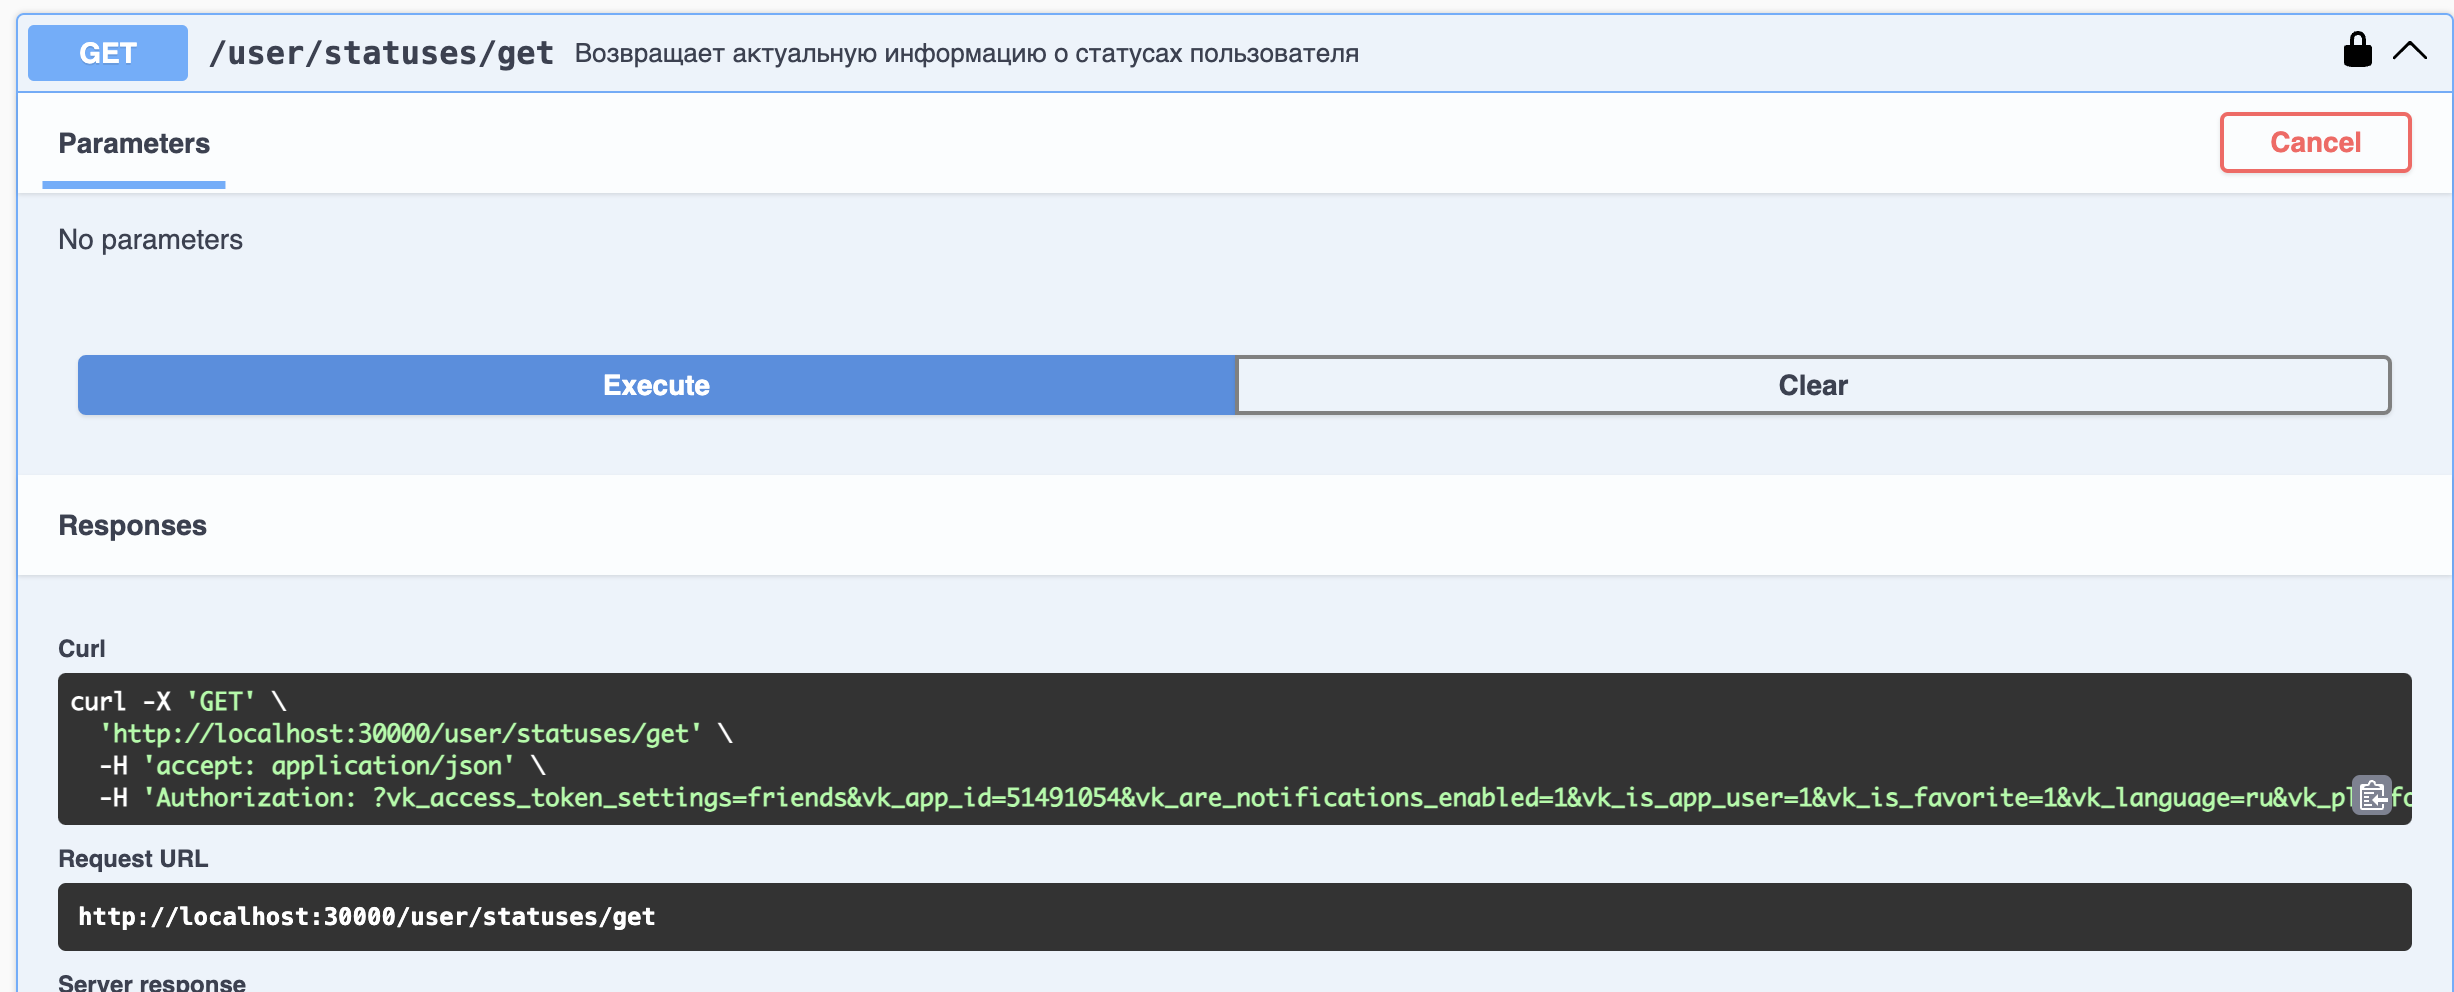 GET /user/statuses/get Возвращает актуальную информацию о статусах пользователя
Parameters
Cancel
No parameters
Execute
Clear
Responses
Curl
curl -X 'GET' \
'http://localhost:30000/user/statuses/get' \
-H 'accept: application/json' \
-H 'Authorization: ?vk_access_token_settings=friends&vk_app_id=51491054&vk_are_notifications_enabled=1&vk_is_app_user=1&vk_is_favorite=1&vk_language=ru&vk_pl
Request URL
http://localhost:30000/user/statuses/get
Server response